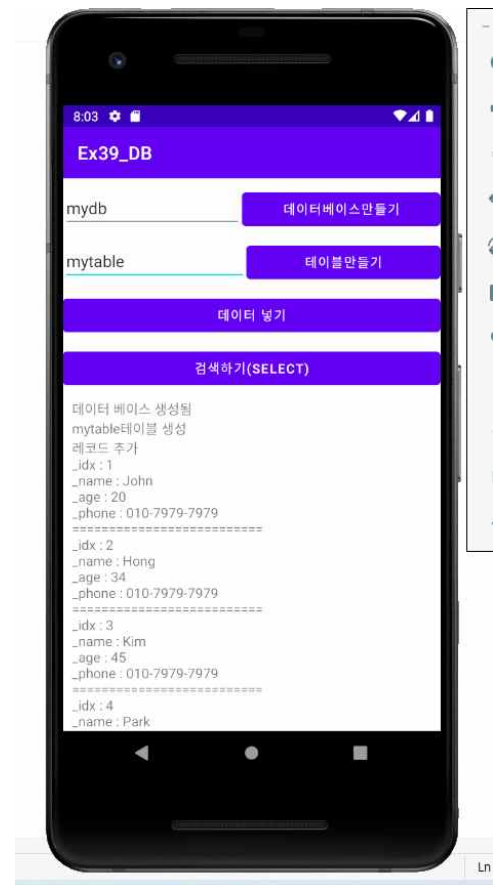 8:03
Ex39_DB
mydb 데이터베이스만들기
mytable 테이블만들기
데이터 넣기
검색하기(SELECT)
데이터 베이스 생성됨
mytable테이블 생성
레코드 추가
_idx : 1
_name : John
_age : 20
_phone : 010-7979-7979
==========================
_idx : 2
_name : Hong
_age : 34
_phone : 010-7979-7979
==========================
_idx : 3
_name : Kim
_age : 45
_phone : 010-7979-7979
==========================
_idx : 4
_name : Park
Ln